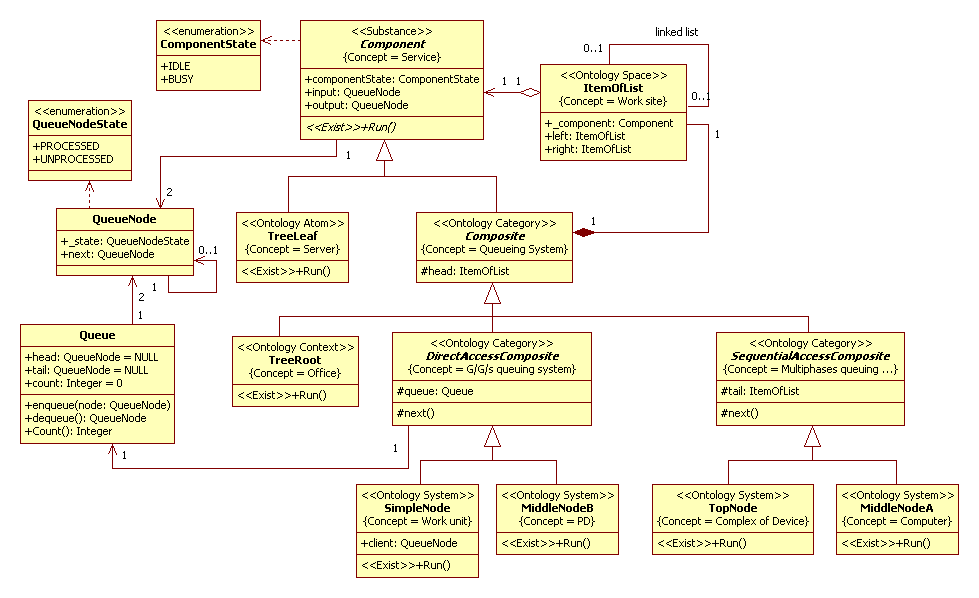 <<enumeration>>
ComponentState
+IDLE
+BUSY
<<Substance>>
Component
{Concept = Service}
+componentState: ComponentState
+input: QueueNode
+output: QueueNode
<<Exist>>+Run()
linked list
0..1
0..1
1
1
<<Ontology Space>>
ItemOfList
{Concept = Work site}
+_component: Component
+left: ItemOfList
+right: ItemOfList
1
<<enumeration>>
QueueNodeState
+PROCESSED
+UNPROCESSED
1
2
QueueNode
+_state: QueueNodeState
+next: QueueNode
0..1
1
2
1
<<Ontology Atom>>
TreeLeaf
{Concept = Server}
<<Exist>>+Run()
<<Ontology Category>>
Composite
{Concept = Queueing System}
#head: ItemOfList
1
Queue
+head: QueueNode = NULL
+tail: QueueNode = NULL
+count: Integer = 0
+enqueue(node: QueueNode)
+dequeue(): QueueNode
+Count(): Integer
1
1
<<Ontology Context>>
TreeRoot
{Concept = Office}
<<Exist>>+Run()
<<Ontology Category>>
DirectAccessComposite
{Concept = G/G/s queuing system}
#queue: Queue
#next()
<<Ontology Category>>
SequentialAccessComposite
{Concept = Multiphases queuing ...}
#tail: ItemOfList
#next()
<<Ontology System>>
SimpleNode
{Concept = Work unit}
+client: QueueNode
<<Exist>>+Run()
<<Ontology System>>
MiddleNodeB
{Concept = PD}
<<Exist>>+Run()
<<Ontology System>>
TopNode
{Concept = Complex of Device}
<<Exist>>+Run()
<<Ontology System>>
MiddleNodeA
{Concept = Computer}
<<Exist>>+Run()